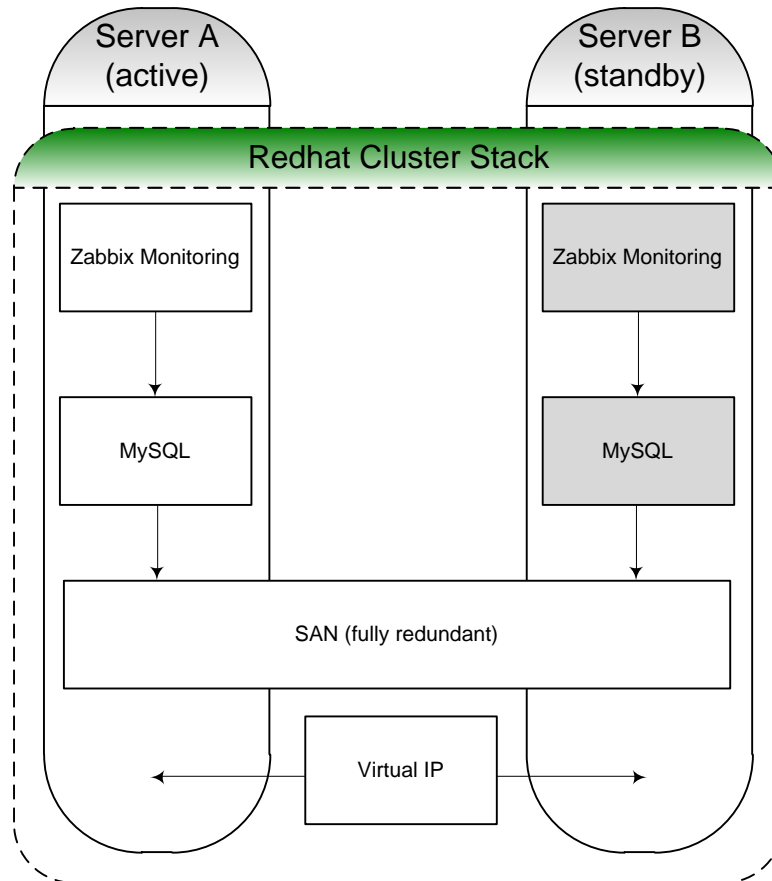 Server A
(active)
Server B
(standby)
Redhat Cluster Stack
Zabbix Monitoring
Zabbix Monitoring
MySQL
MySQL
SAN (fully redundant)
Virtual IP